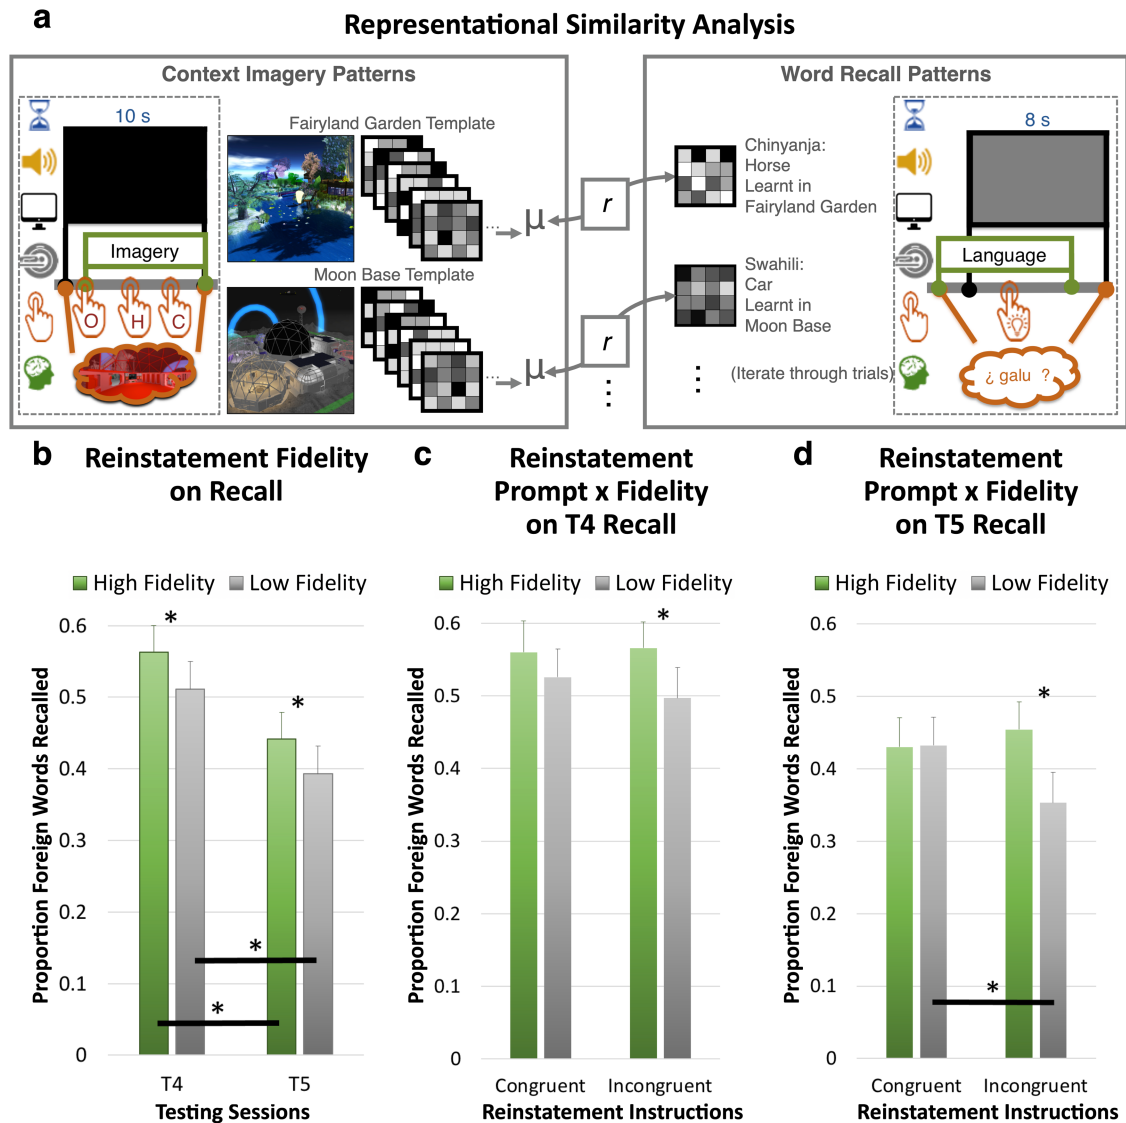 a
Representational Similarity Analysis
Context Imagery Patterns
10 s
Imagery
O H C
Fairyland Garden Template
... μ r
Moon Base Template
... μ r
⋮
Word Recall Patterns
Chinyanja:
Horse
Learnt in
Fairyland Garden
Swahili:
Car
Learnt in
Moon Base
⋮ (Iterate through trials)
8 s
Language
¿ galu ?
b Reinstatement Fidelity
on Recall
High Fidelity Low Fidelity
Proportion Foreign Words Recalled
0.6
0.5
0.4
0.3
0.2
0.1
0
*
*
*
*
T4 T5
Testing Sessions
c Reinstatement
Prompt x Fidelity
on T4 Recall
High Fidelity Low Fidelity
Proportion Foreign Words Recalled
0.6
0.5
0.4
0.3
0.2
0.1
0
*
Congruent Incongruent
Reinstatement Instructions
d Reinstatement
Prompt x Fidelity
on T5 Recall
High Fidelity Low Fidelity
Proportion Foreign Words Recalled
0.6
0.5
0.4
0.3
0.2
0.1
0
*
*
Congruent Incongruent
Reinstatement Instructions